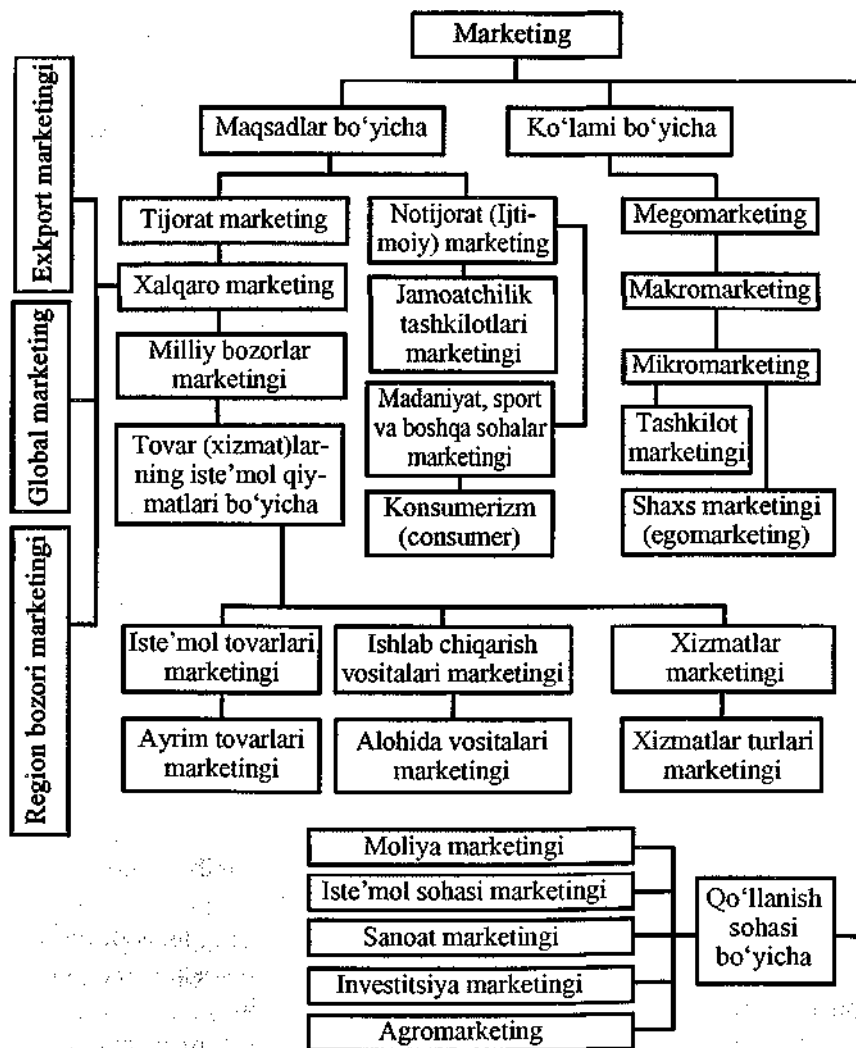 Marketing
Maqsadlar bo‘yicha
Ko‘lami bo‘yicha
Exkport marketingi
Global marketing
Region bozori marketingi
Tijorat marketing
Xalqaro marketing
Milliy bozorlar
marketingi
Tovar (xizmat)lar-
ning iste’mol qiy-
matlari bo‘yicha
Notijorat (Ijti-
moiy) marketing
Jamoatchilik
tashkilotlari
marketingi
Madaniyat, sport
va boshqa sohalar
marketingi
Konsumerizm
(consumer)
Megomarketing
Makromarketing
Mikromarketing
Tashkilot
marketingi
Shaxs marketingi
(egomarketing)
Iste’mol tovarlari
marketingi
Ishlab chiqarish
vositalari marketingi
Xizmatlar
marketingi
Ayrim tovarlari
marketingi
Alohida vositalari
marketingi
Xizmatlar turlari
marketingi
Moliya marketingi
Iste’mol sohasi marketingi
Sanoat marketingi
Investitsiya marketingi
Agromarketing
Qo‘llanish
sohasi
bo‘yicha